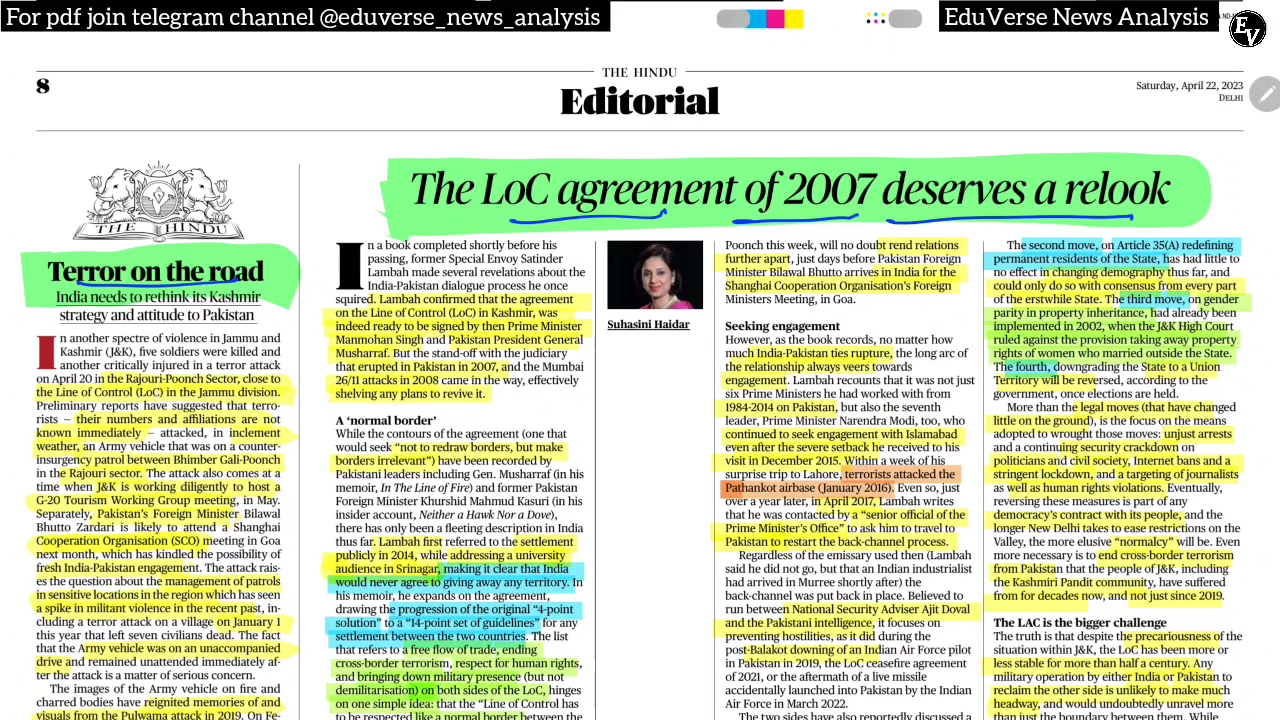 For pdf join telegram channel @eduverse_news_analysis
EduVerse News Analysis
EV
8
THE HINDU
Editorial
Saturday, April 22, 2023
DELHI
THE HINDU
Terror on the road
India needs to rethink its Kashmir
strategy and attitude to Pakistan
In another spectre of violence in Jammu and
Kashmir (J&K), five soldiers were killed and
another critically injured in a terror attack
on April 20 in the Rajouri-Poonch Sector, close to
the Line of Control (LoC) in the Jammu division.
Preliminary reports have suggested that terro-
rists – their numbers and affiliations are not
known immediately – attacked, in inclement
weather, an Army vehicle that was on a counter-
insurgency patrol between Bhimber Gali-Poonch
in the Rajouri sector. The attack also comes at a
time when J&K is working diligently to host a
G-20 Tourism Working Group meeting, in May.
Separately, Pakistan's Foreign Minister Bilawal
Bhutto Zardari is likely to attend a Shanghai
Cooperation Organisation (SCO) meeting in Goa
next month, which has kindled the possibility of
fresh India-Pakistan engagement. The attack rais-
es the question about the management of patrols
in sensitive locations in the region which has seen
a spike in militant violence in the recent past, in-
cluding a terror attack on a village on January 1
this year that left seven civilians dead. The fact
that the Army vehicle was on an unaccompanied
drive and remained unattended immediately af-
ter the attack is a matter of serious concern.
The images of the Army vehicle on fire and
charred bodies have reignited memories of and
visuals from the Pulwama attack in 2019. On Fe-
The LoC agreement of 2007 deserves a relook
In a book completed shortly before his
passing, former Special Envoy Satinder
Lambah made several revelations about the
India-Pakistan dialogue process he once
squired. Lambah confirmed that the agreement
on the Line of Control (LoC) in Kashmir, was
indeed ready to be signed by then Prime Minister
Manmohan Singh and Pakistan President General
Musharraf. But the stand-off with the judiciary
that erupted in Pakistan in 2007, and the Mumbai
26/11 attacks in 2008 came in the way, effectively
shelving any plans to revive it.
A 'normal border'
While the contours of the agreement (one that
would seek "not to redraw borders, but make
borders irrelevant") have been recorded by
Pakistani leaders including Gen. Musharraf (in his
memoir, In The Line of Fire) and former Pakistan
Foreign Minister Khurshid Mahmud Kasuri (in his
insider account, Neither a Hawk Nor a Dove),
there has only been a fleeting description in India
thus far. Lambah first referred to the settlement
publicly in 2014, while addressing a university
audience in Srinagar, making it clear that India
would never agree to giving away any territory. In
his memoir, he expands on the agreement,
drawing the progression of the original "4-point
solution" to a "14-point set of guidelines" for any
settlement between the two countries. The list
that refers to a free flow of trade, ending
cross-border terrorism, respect for human rights,
and bringing down military presence (but not
demilitarisation) on both sides of the LoC, hinges
on one simple idea: that the "Line of Control has
to be respected like a normal border between the
Suhasini Haidar
Poonch this week, will no doubt rend relations
further apart, just days before Pakistan Foreign
Minister Bilawal Bhutto arrives in India for the
Shanghai Cooperation Organisation's Foreign
Ministers Meeting, in Goa.
Seeking engagement
However, as the book records, no matter how
much India-Pakistan ties rupture, the long arc of
the relationship always veers towards
engagement. Lambah recounts that it was not just
six Prime Ministers he had worked with from
1984-2014 on Pakistan, but also the seventh
leader, Prime Minister Narendra Modi, too, who
continued to seek engagement with Islamabad
even after the severe setback he received to his
visit in December 2015. Within a week of his
surprise trip to Lahore, terrorists attacked the
Pathankot airbase (January 2016). Even so, just
over a year later, in April 2017, Lambah writes
that he was contacted by a "senior official of the
Prime Minister's Office" to ask him to travel to
Pakistan to restart the back-channel process.
Regardless of the emissary used then (Lambah
said he did not go, but that an Indian industrialist
had arrived in Murree shortly after) the
back-channel was put back in place. Believed to
run between National Security Adviser Ajit Doval
and the Pakistani intelligence, it focuses on
preventing hostilities, as it did during the
post-Balakot downing of an Indian Air Force pilot
in Pakistan in 2019, the LoC ceasefire agreement
of 2021, or the aftermath of a live missile
accidentally launched into Pakistan by the Indian
Air Force in March 2022.
The two sides have also reportedly discussed a
The second move, on Article 35(A) redefining
permanent residents of the State, has had little to
no effect in changing demography thus far, and
could only do so with consensus from every part
of the erstwhile State. The third move, on gender
parity in property inheritance, had already been
implemented in 2002, when the J&K High Court
ruled against the provision taking away property
rights of women who married outside the State.
The fourth, downgrading the State to a Union
Territory will be reversed, according to the
government, once elections are held.
More than the legal moves (that have changed
little on the ground), is the focus on the means
adopted to wrought those moves: unjust arrests
and a continuing security crackdown on
politicians and civil society, Internet bans and a
stringent lockdown, and a targeting of journalists
as well as human rights violations. Eventually,
reversing these measures is part of any
democracy's contract with its people, and the
longer New Delhi takes to ease restrictions on the
Valley, the more elusive "normalcy" will be. Even
more necessary is to end cross-border terrorism
from Pakistan that the people of J&K, including
the Kashmiri Pandit community, have suffered
from for decades now, and not just since 2019.
The LAC is the bigger challenge
The truth is that despite the precariousness of the
situation within J&K, the LoC has been more or
less stable for more than half a century. Any
military operation by either India or Pakistan to
reclaim the other side is unlikely to make much
headway, and would undoubtedly unravel more
than just the boundary between them. While